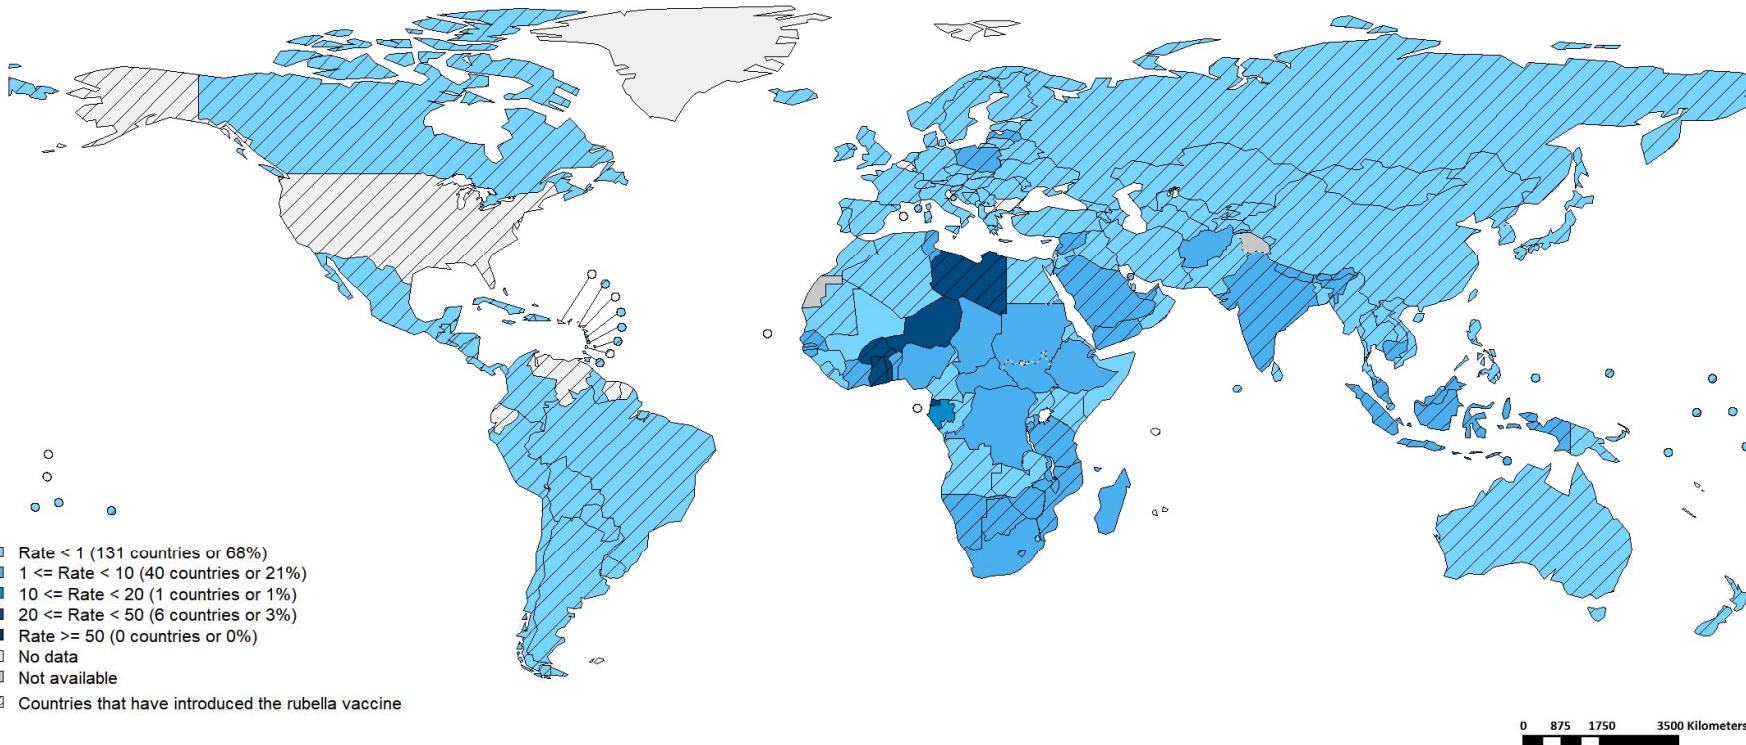 Rate < 1 (131 countries or 68%)
1 <= Rate < 10 (40 countries or 21%)
10 <= Rate < 20 (1 countries or 1%)
20 <= Rate < 50 (6 countries or 3%)
Rate >= 50 (0 countries or 0%)
No data
Not available
Countries that have introduced the rubella vaccine
0 875 1750 3500 Kilometers